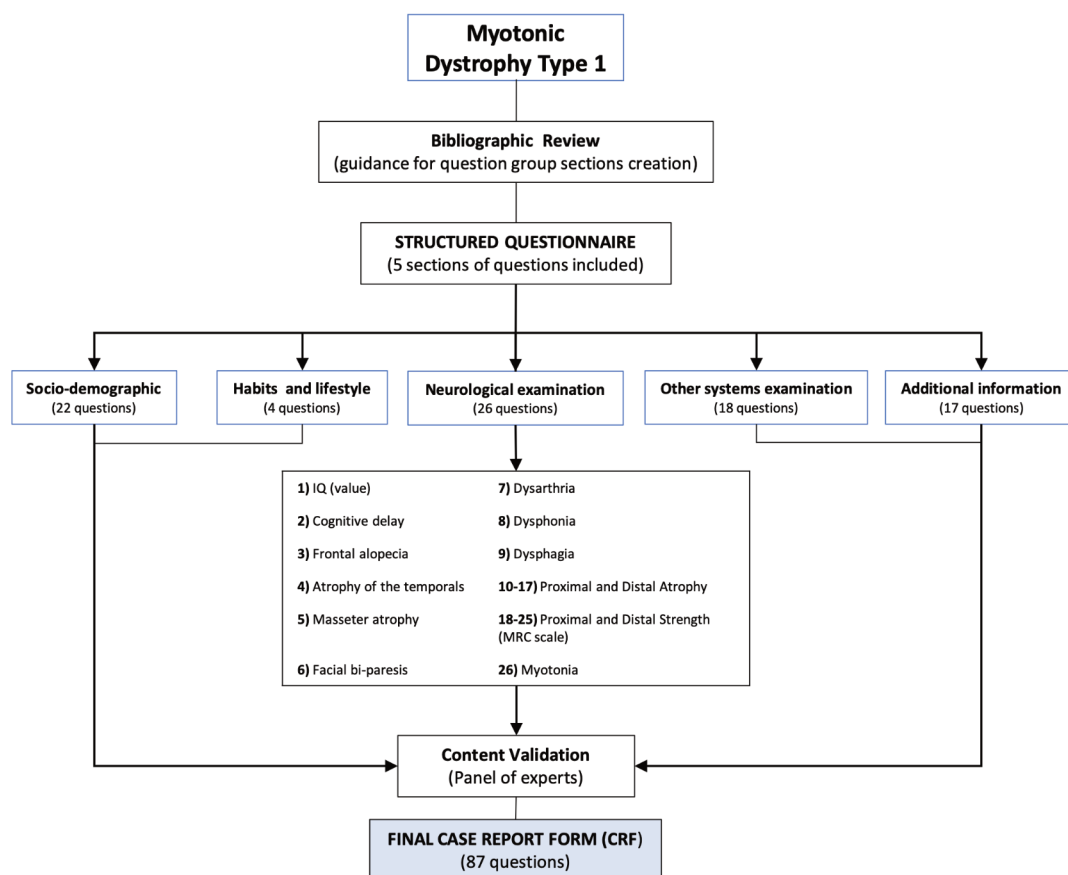 Myotonic
Dystrophy Type 1
Bibliographic Review
(guidance for question group sections creation)
STRUCTURED QUESTIONNAIRE
(5 sections of questions included)
Socio-demographic
(22 questions)
Habits and lifestyle
(4 questions)
Neurological examination
(26 questions)
Other systems examination
(18 questions)
Additional information
(17 questions)
1) IQ (value)
2) Cognitive delay
3) Frontal alopecia
4) Atrophy of the temporals
5) Masseter atrophy
6) Facial bi-paresis
7) Dysarthria
8) Dysphonia
9) Dysphagia
10-17) Proximal and Distal Atrophy
18-25) Proximal and Distal Strength
(MRC scale)
26) Myotonia
Content Validation
(Panel of experts)
FINAL CASE REPORT FORM (CRF)
(87 questions)